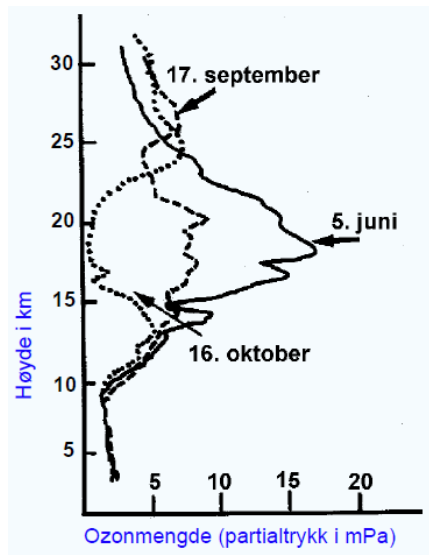 30
17. september
25
20
5. juni
15
16. oktober
10
5
Høyde i km
5 10 15 20
Ozonmengde (partialtrykk i mPa)